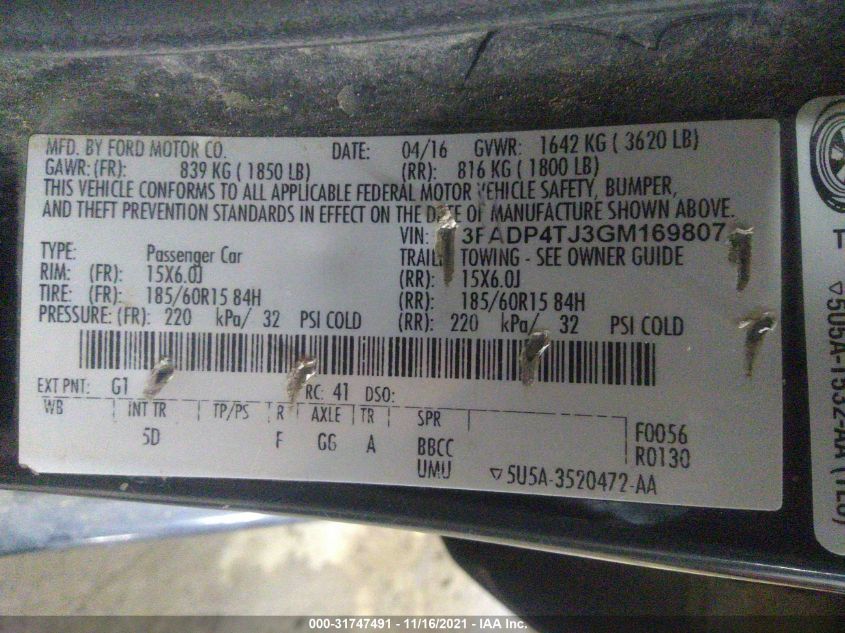 MFD. BY FORD MOTOR CO. DATE: 04/16 GVWR: 1642 KG ( 3620 LB)
GAWR: (FR): 839 KG ( 1850 LB) (RR): 816 KG ( 1800 LB)
THIS VEHICLE CONFORMS TO ALL APPLICABLE FEDERAL MOTOR VEHICLE SAFETY, BUMPER,
AND THEFT PREVENTION STANDARDS IN EFFECT ON THE DATE OF MANUFACTURE SHOWN ABOVE.
VIN: 3FADP4TJ3GM169807
TYPE: Passenger Car TRAIL TOWING - SEE OWNER GUIDE
RIM: (FR): 15X6.0J (RR): 15X6.0J
TIRE: (FR): 185/60R15 84H (RR): 185/60R15 84H
PRESSURE: (FR): 220 kPa/ 32 PSI COLD (RR): 220 kPa/ 32 PSI COLD
EXT PNT: G1 RC: 41 DSO:
WB INT TR TP/PS R AXLE TR SPR
5D F GG A BBCC F0056
UMU R0130
▽5U5A-3520472-AA
T
▽5U5A-1532-AA (TLO)
000-31747491 - 11/16/2021 - IAA Inc.